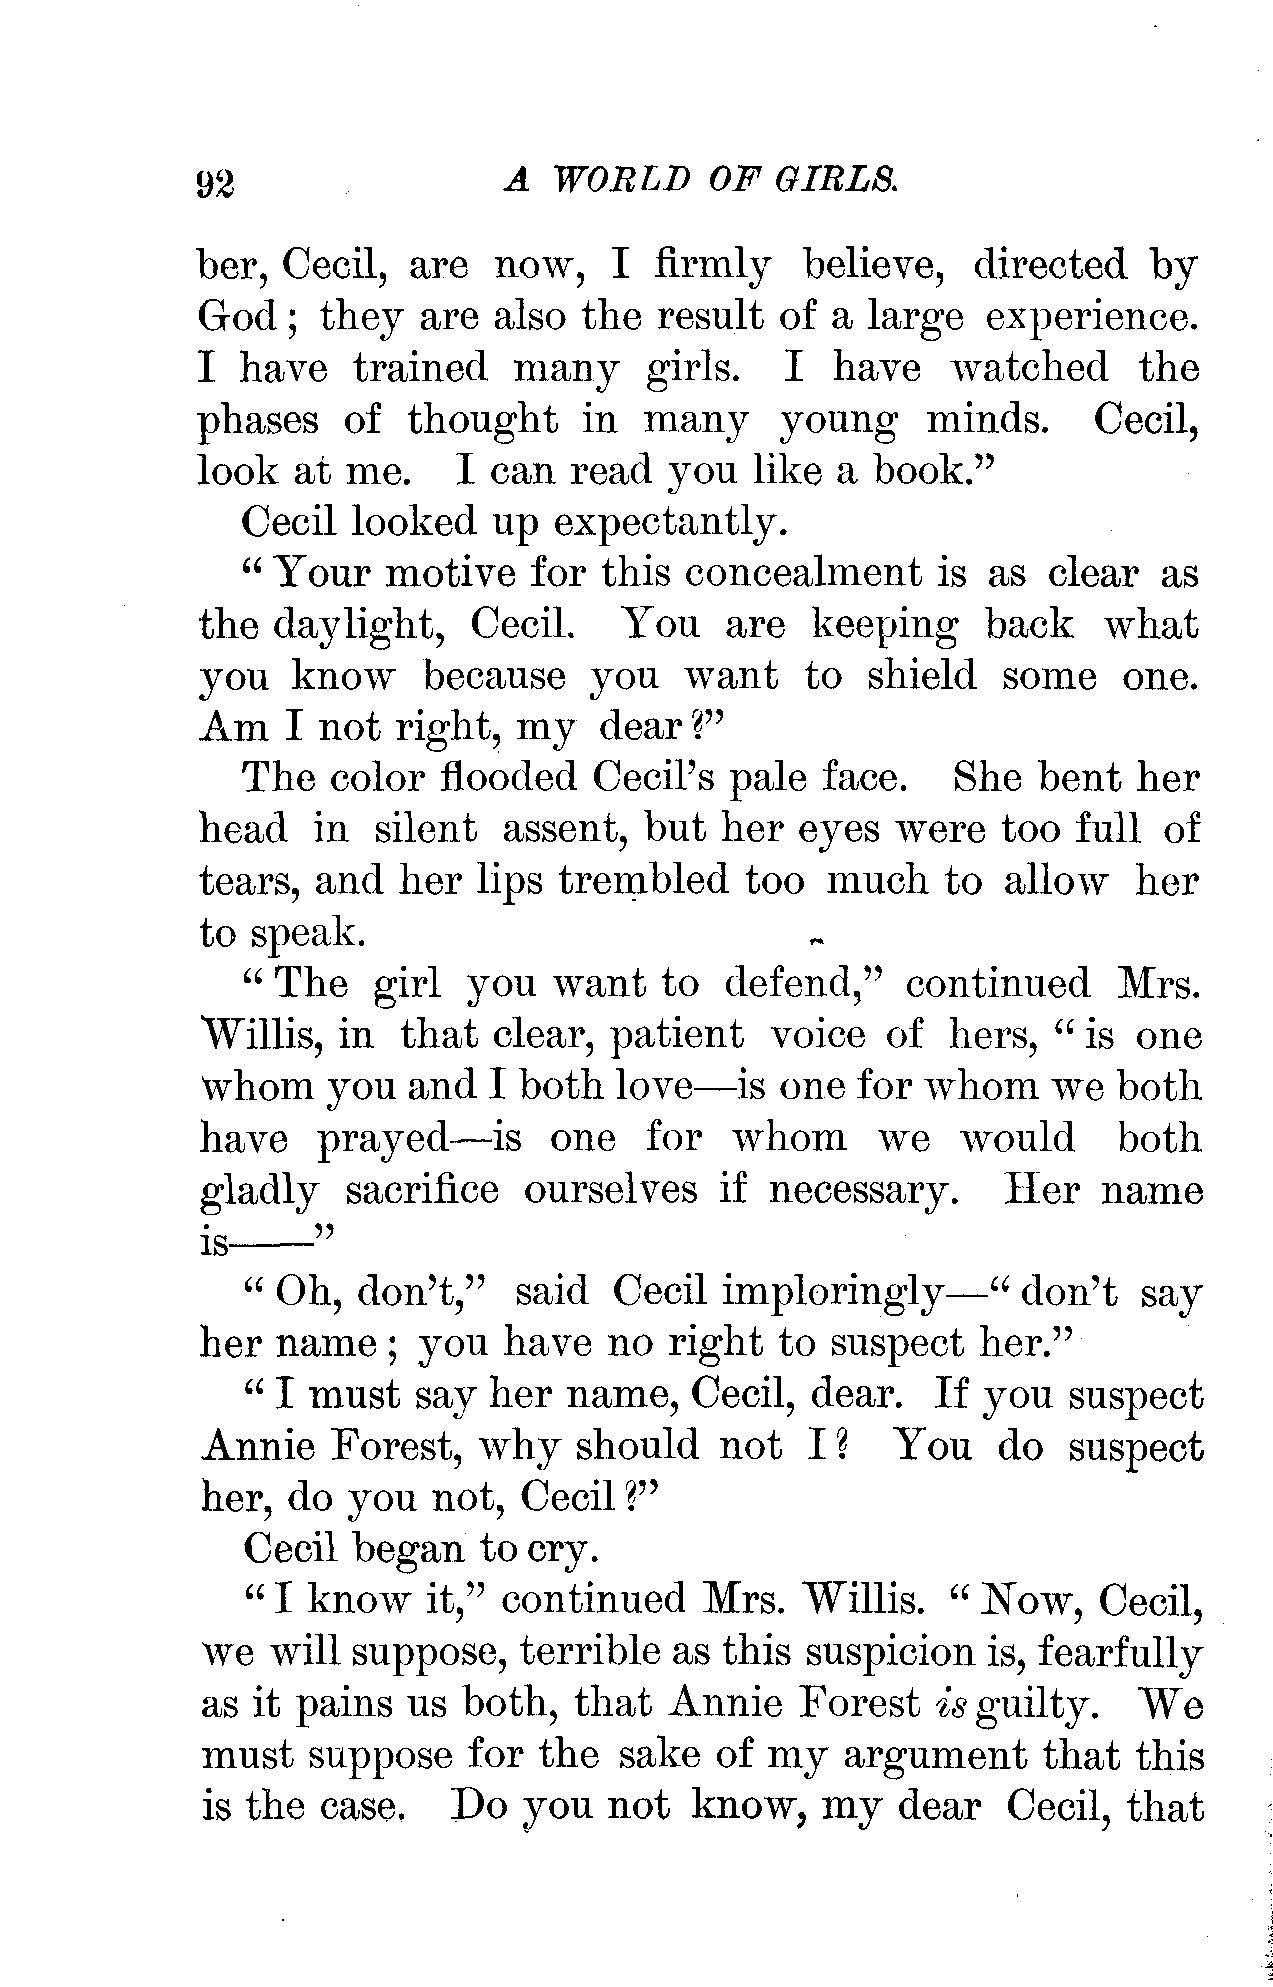 92 A WORLD OF GIRLS.
ber, Cecil, are now, I firmly believe, directed by
God; they are also the result of a large experience.
I have trained many girls. I have watched the
phases of thought in many young minds. Cecil,
look at me. I can read you like a book."
Cecil looked up expectantly.
"Your motive for this concealment is as clear as
the daylight, Cecil. You are keeping back what
you know because you want to shield some one.
Am I not right, my dear?"
The color flooded Cecil's pale face. She bent her
head in silent assent, but her eyes were too full of
tears, and her lips trembled too much to allow her
to speak.
"The girl you want to defend," continued Mrs.
Willis, in that clear, patient voice of hers, "is one
whom you and I both love—is one for whom we both
have prayed—is one for whom we would both
gladly sacrifice ourselves if necessary. Her name
is——"
"Oh, don't," said Cecil imploringly—"don't say
her name; you have no right to suspect her."
"I must say her name, Cecil, dear. If you suspect
Annie Forest, why should not I? You do suspect
her, do you not, Cecil?"
Cecil began to cry.
"I know it," continued Mrs. Willis. "Now, Cecil,
we will suppose, terrible as this suspicion is, fearfully
as it pains us both, that Annie Forest is guilty. We
must suppose for the sake of my argument that this
is the case. Do you not know, my dear Cecil, that